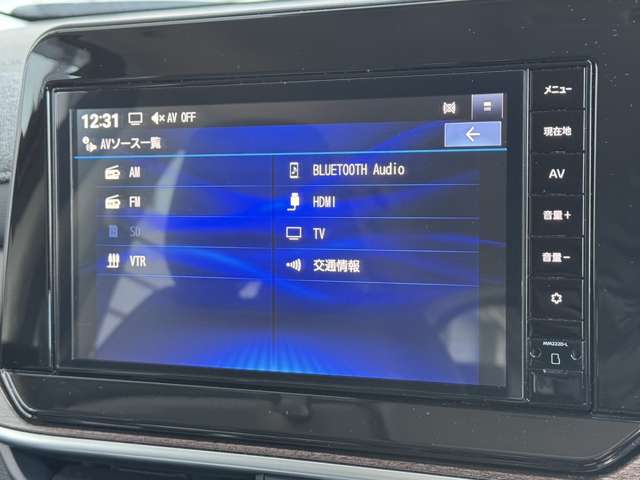 12:31 AV OFF
AVソース一覧
AM
BLUETOOTH Audio
FM
HDMI
SD
TV
VTR
交通情報
メニュー
現在地
AV
音量+
音量-
MM222D-L